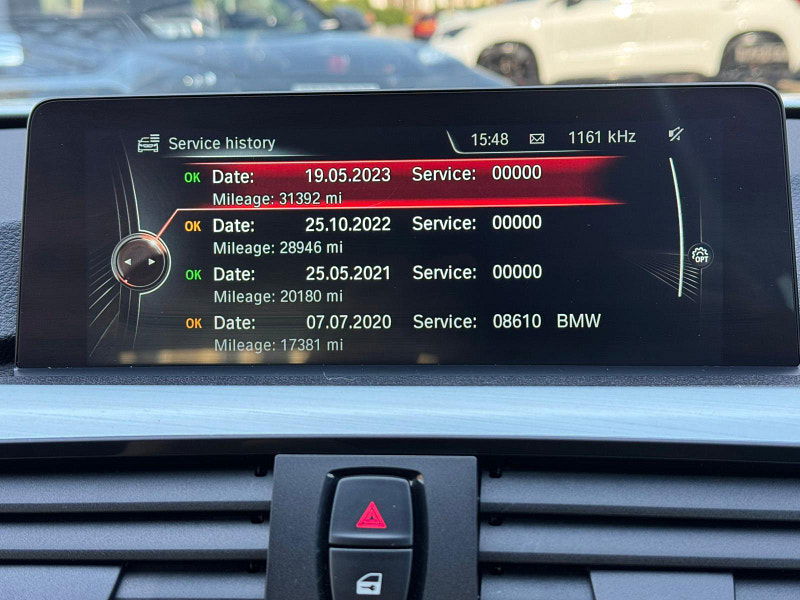 Service history
15:48 1161 kHz
OK Date: 19.05.2023 Service: 00000
Mileage: 31392 mi
OK Date: 25.10.2022 Service: 00000
Mileage: 28946 mi
OK Date: 25.05.2021 Service: 00000
Mileage: 20180 mi
OK Date: 07.07.2020 Service: 08610 BMW
Mileage: 17381 mi
OPT